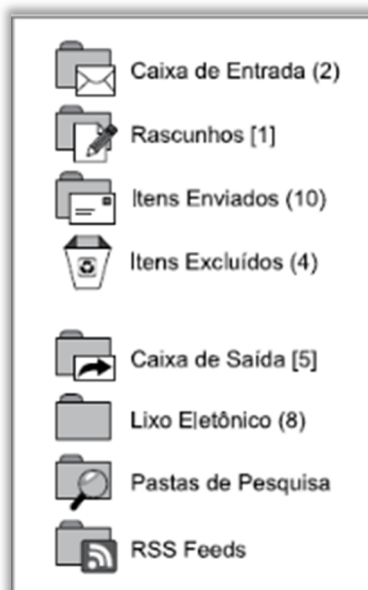 Caixa de Entrada (2)
Rascunhos [1]
Itens Enviados (10)
Itens Excluídos (4)
Caixa de Saída [5]
Lixo Eletônico (8)
Pastas de Pesquisa
RSS Feeds